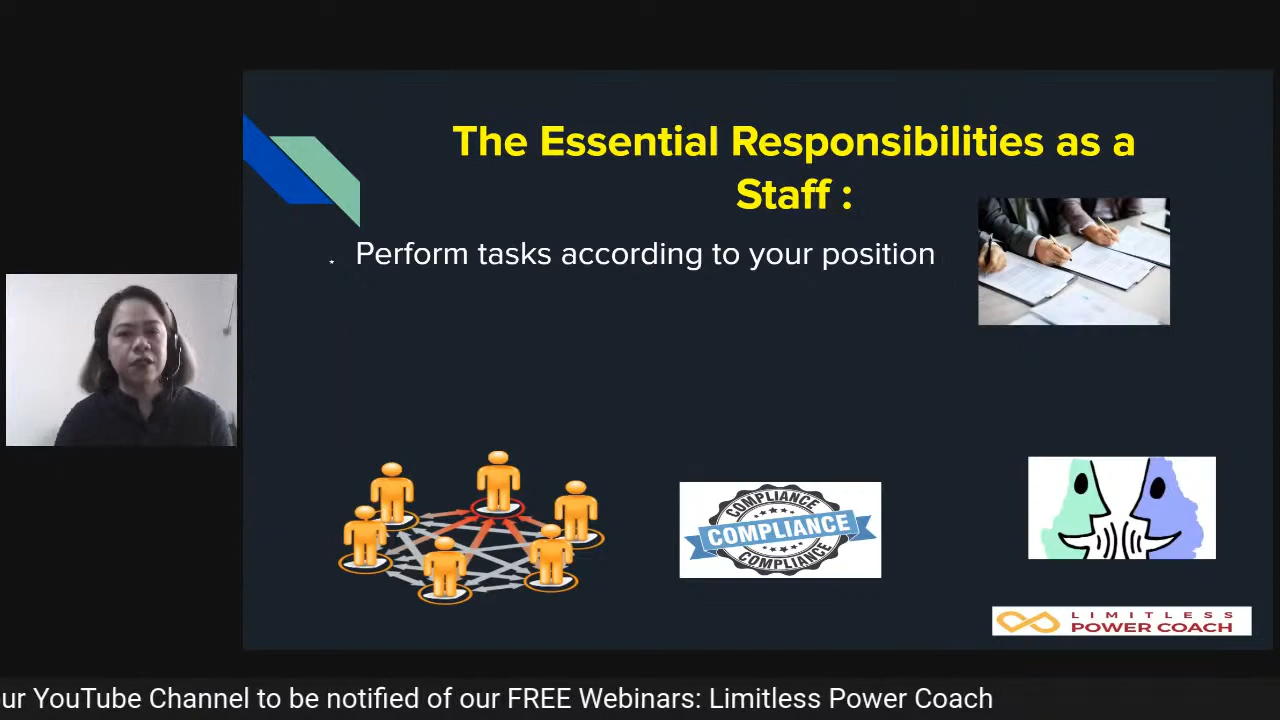 The Essential Responsibilities as a
Staff :
Perform tasks according to your position
COMPLIANCE
COMPLIANCE
COMPLIANCE
LIMITLESS
POWER COACH
ur YouTube Channel to be notified of our FREE Webinars: Limitless Power Coach